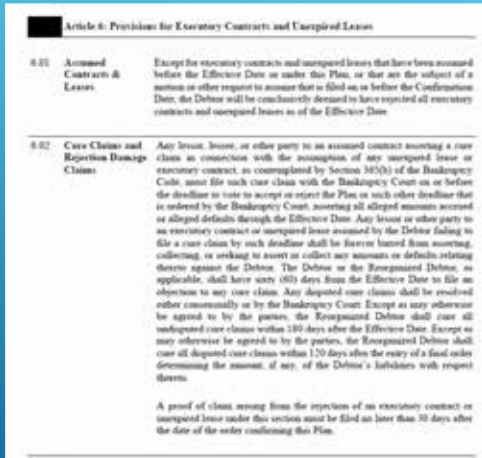 Article 6: Provisions for Executory Contracts and Unexpired Leases
6.01 Assumed Contracts & Leases
Except for executory contracts and unexpired leases that have been assumed
before the Effective Date or under this Plan, or that are the subject of a
motion or other request to assume that is filed on or before the Confirmation
Date, the Debtor will be conclusively deemed to have rejected all executory
contracts and unexpired leases as of the Effective Date.
6.02 Cure Claims and Rejection Damage Claims
Any lessor, lessee, or other party to an assumed contract asserting a cure
claim in connection with the assumption of any unexpired lease or
executory contract, as contemplated by Section 365(b) of the Bankruptcy
Code, must file such cure claim with the Bankruptcy Court on or before
the deadline to vote to accept or reject the Plan or such other deadline that
is ordered by the Bankruptcy Court, asserting all alleged amounts accrued
or alleged defaults through the Effective Date. Any lessor or other party to
an executory contract or unexpired lease assumed by the Debtor failing to
file a cure claim by such deadline shall be forever barred from asserting,
collecting, or seeking to assert or collect any amounts or defaults relating
thereto against the Debtor. The Debtor or the Reorganized Debtor, as
applicable, shall have sixty (60) days from the Effective Date to file an
objection to any cure claim. Any disputed cure claims shall be resolved
either consensually or by the Bankruptcy Court. Except as may otherwise
be agreed to by the parties, the Reorganized Debtor shall cure all
undisputed cure claims within 180 days after the Effective Date. Except as
may otherwise be agreed to by the parties, the Reorganized Debtor shall
cure all disputed cure claims within 120 days after the entry of a final order
determining the amount, if any, of the Debtor's liabilities with respect
thereto.
A proof of claim arising from the rejection of an executory contract or
unexpired lease under this section must be filed no later than 30 days after
the date of the order confirming this Plan.